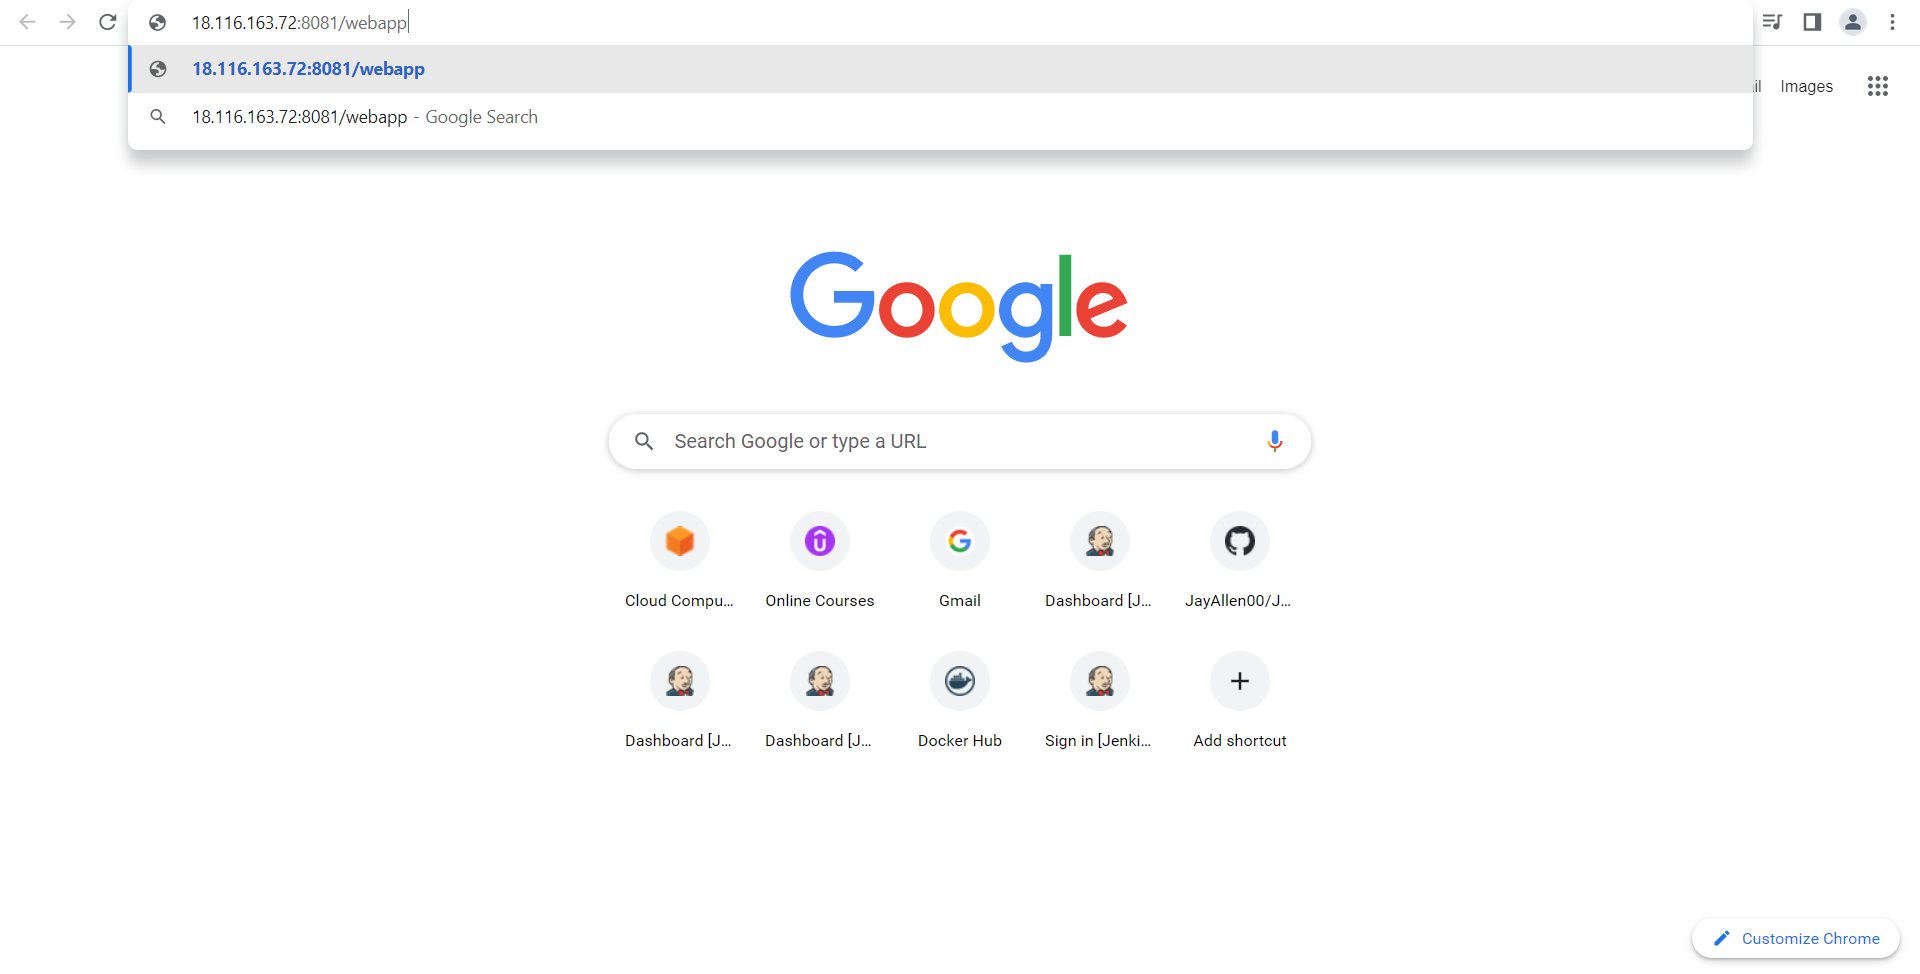 18.116.163.72:8081/webapp
18.116.163.72:8081/webapp
18.116.163.72:8081/webapp - Google Search
il Images
Google
Search Google or type a URL
Cloud Compu... Online Courses Gmail Dashboard [J... JayAllen00/J...
Dashboard [J... Dashboard [J... Docker Hub Sign in [Jenki... Add shortcut
Customize Chrome